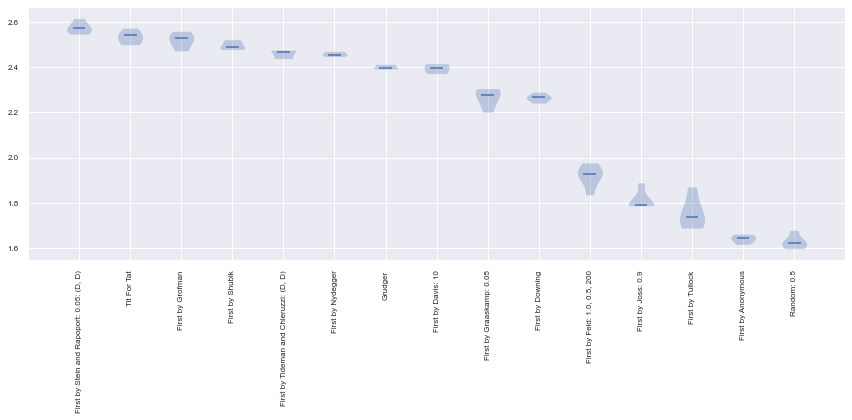 2.6
2.4
2.2
2.0
1.8
1.6
First by Stein and Rapoport: 0.05: (D, D)
Tit For Tat
First by Grofman
First by Shubik
First by Tideman and Chieruzzi: (D, D)
First by Nydegger
Grudger
First by Davis: 10
First by Graaskamp: 0.05
First by Downing
First by Feld: 1.0, 0.5, 200
First by Joss: 0.9
First by Tullock
First by Anonymous
Random: 0.5